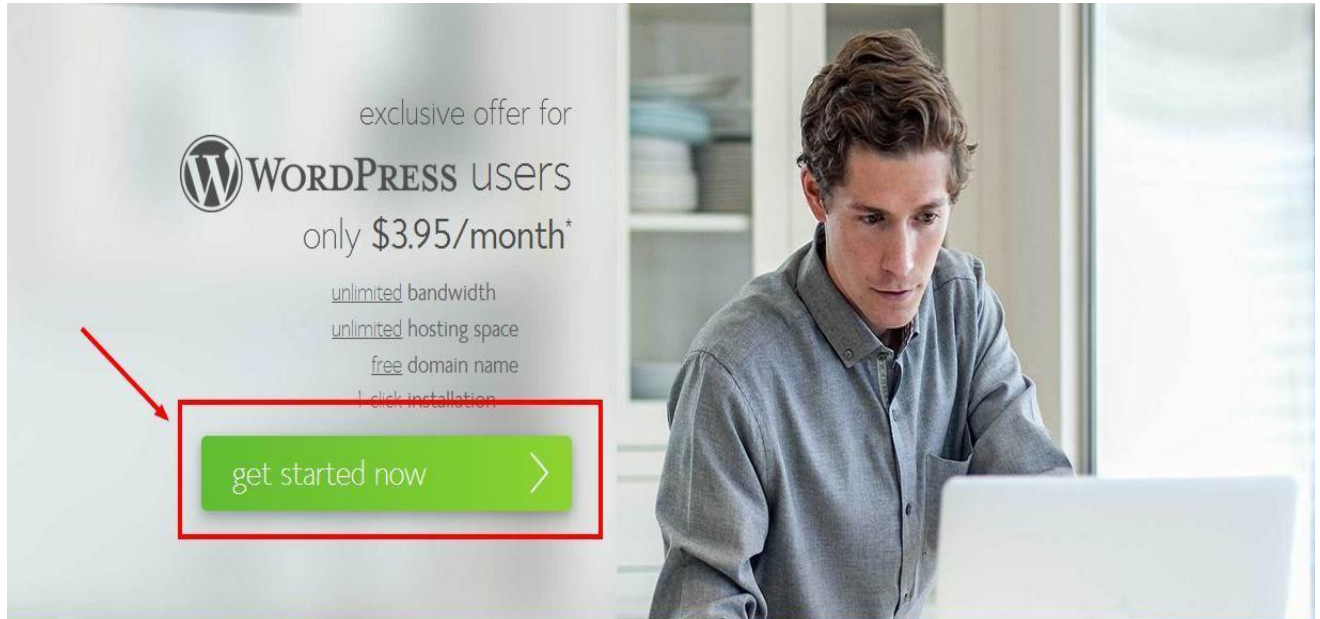 exclusive offer for
WORDPRESS users
only $3.95/month*
unlimited bandwidth
unlimited hosting space
free domain name
1-click installation
get started now